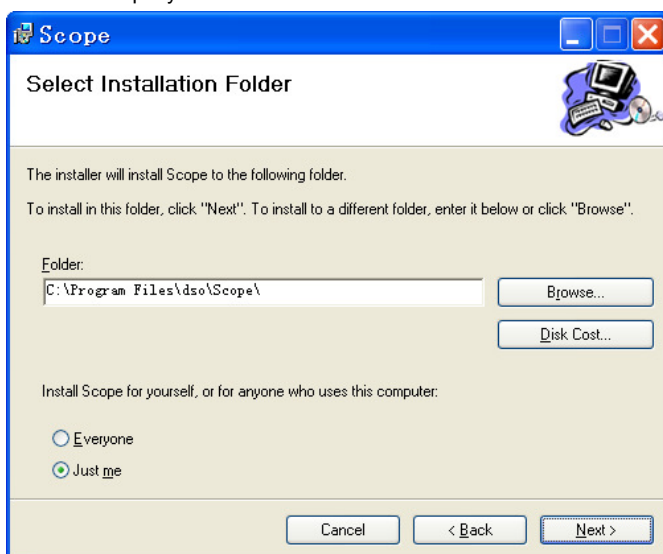 Scope
Select Installation Folder
The installer will install Scope to the following folder.
To install in this folder, click "Next". To install to a different folder, enter it below or click "Browse".
Folder:
C:\Program Files\dso\Scope\
Browse...
Disk Cost...
Install Scope for yourself, or for anyone who uses this computer:
Everyone
Just me
Cancel
< Back
Next >